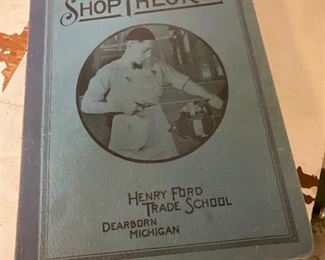 SHOP THEORY
HENRY FORD
TRADE SCHOOL
DEARBORN
MICHIGAN